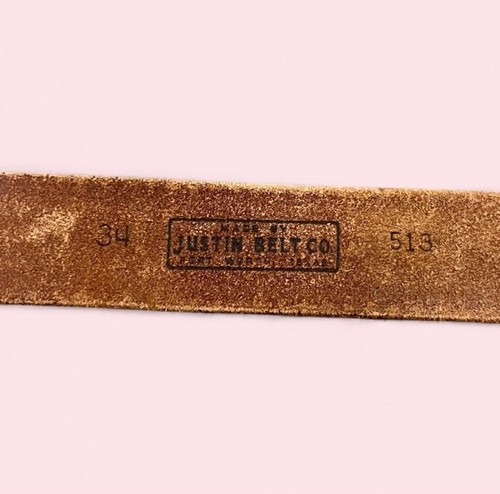 34
MADE BY
JUSTIN BELT CO.
FORT WORTH, TEXAS
513